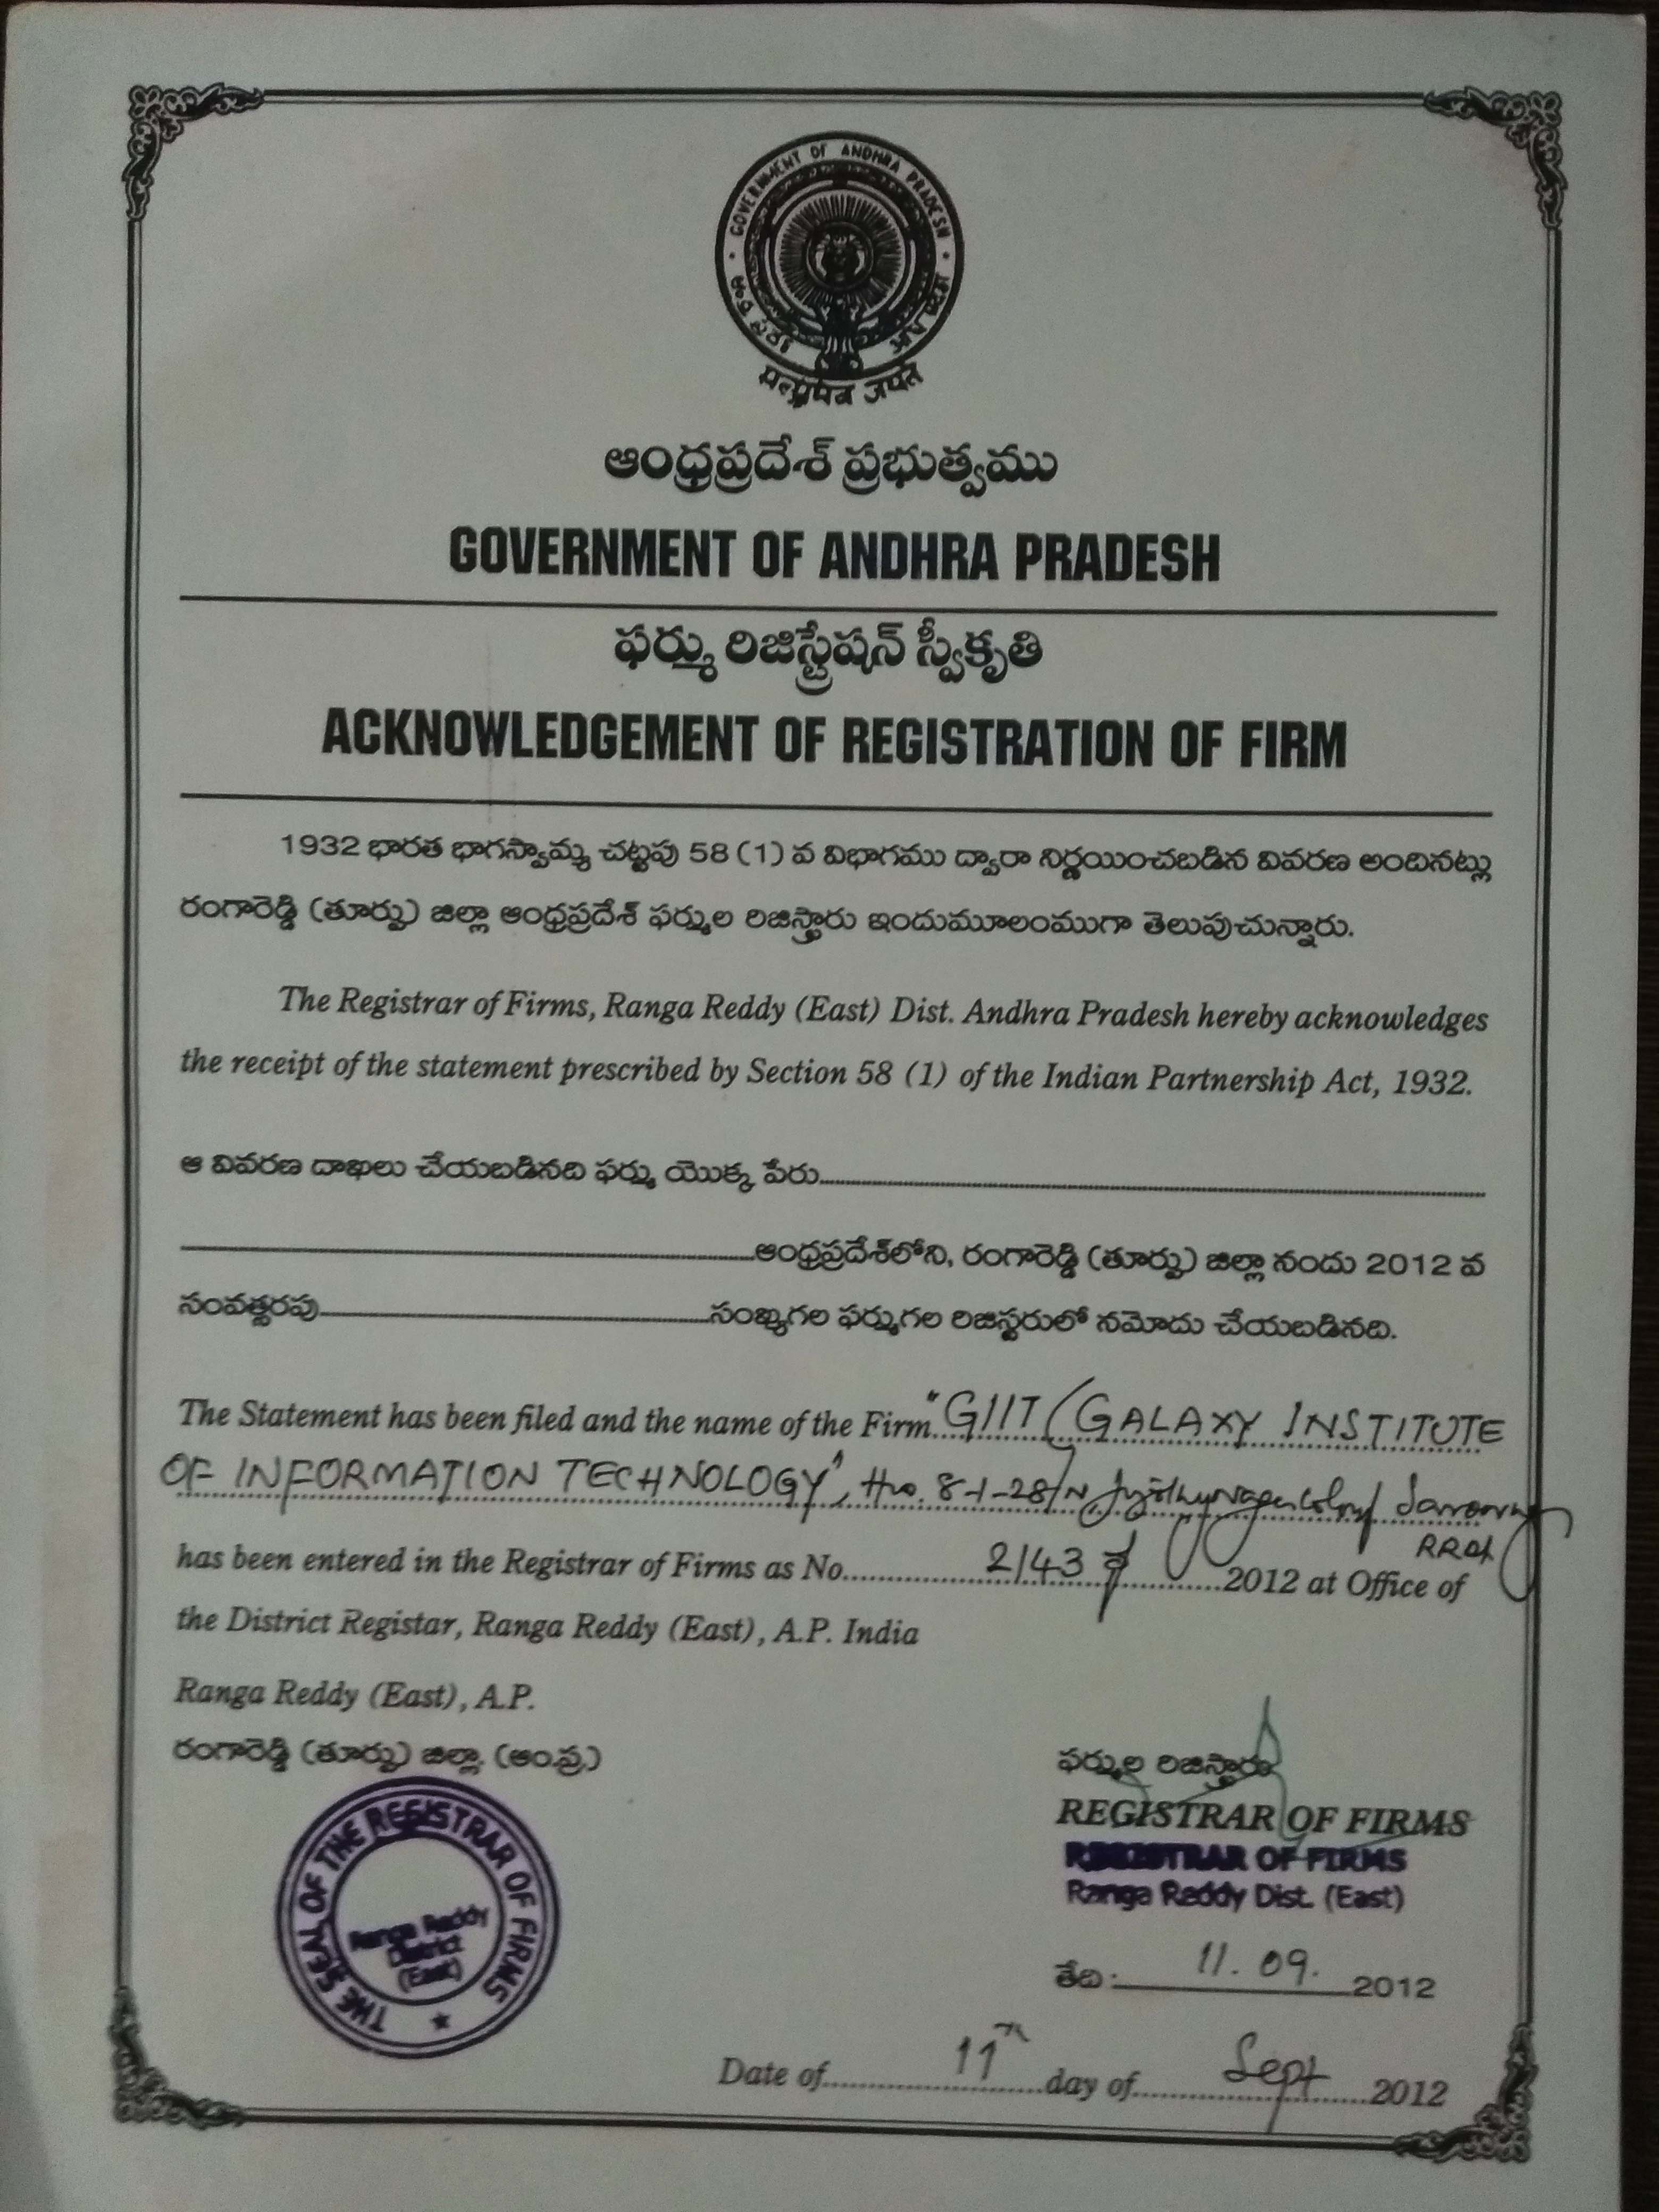 GOVERNMENT OF ANDHRA PRADESH
सत्यमेव जयते
ఆంధ్రప్రదేశ్ ప్రభుత్వము
GOVERNMENT OF ANDHRA PRADESH
ఫర్ము రిజిస్ట్రేషన్ స్వీకృతి
ACKNOWLEDGEMENT OF REGISTRATION OF FIRM
1932 భారత భాగస్వామ్య చట్టపు 58 (1) వ విభాగము ద్వారా నిర్ణయించబడిన వివరణ అందినట్లు
రంగారెడ్డి (తూర్పు) జిల్లా ఆంధ్రప్రదేశ్ ఫర్ముల రిజిస్ట్రారు ఇందుమూలంముగా తెలుపుచున్నారు.
The Registrar of Firms, Ranga Reddy (East) Dist. Andhra Pradesh hereby acknowledges
the receipt of the statement prescribed by Section 58 (1) of the Indian Partnership Act, 1932.
ఆ వివరణ దాఖలు చేయబడినది ఫర్ము యొక్క పేరు
ఆంధ్రప్రదేశ్‌లోని, రంగారెడ్డి (తూర్పు) జిల్లా నందు 2012 వ
సంవత్సరపు సంఖ్యగల ఫర్ముగల రిజిస్టరులో నమోదు చేయబడినది.
The Statement has been filed and the name of the Firm "GIIT (GALAXY INSTITUTE
OF INFORMATION TECHNOLOGY", Hno. 8-1-28/N,
has been entered in the Registrar of Firms as No. 2143 2012 at Office of
the District Registar, Ranga Reddy (East), A.P. India
Ranga Reddy (East), A.P.
రంగారెడ్డి (తూర్పు) జిల్లా. (ఆం.ప్ర.)
THE SEAL OF THE REGISTRAR OF FIRMS
Ranga Reddy
District
(East)
ఫర్ముల రిజిస్ట్రారు
REGISTRAR OF FIRMS
REGISTRAR OF FIRMS
Ranga Reddy Dist. (East)
తేది : 11.09. 2012
Date of 11th day of Sept 2012